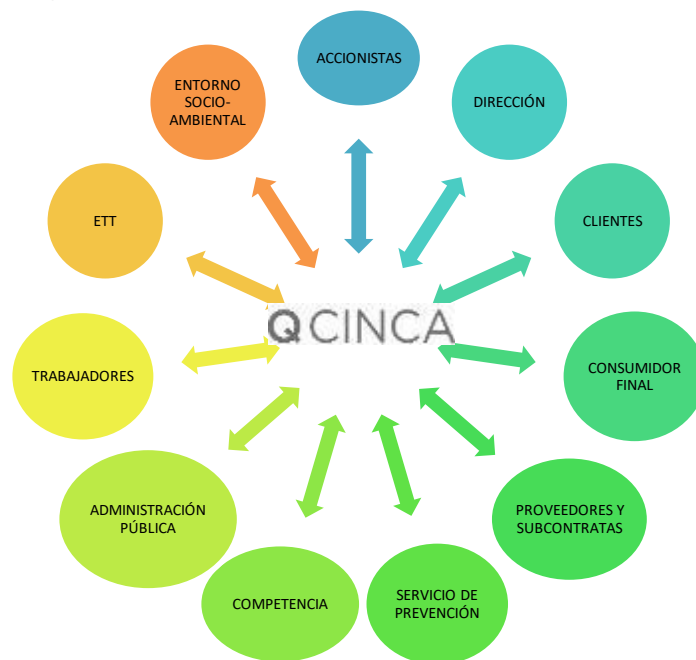 ACCIONISTAS
DIRECCIÓN
CLIENTES
CONSUMIDOR
FINAL
PROVEEDORES Y
SUBCONTRATAS
SERVICIO DE
PREVENCIÓN
COMPETENCIA
ADMINISTRACIÓN
PÚBLICA
TRABAJADORES
ETT
ENTORNO
SOCIO-
AMBIENTAL
Q CINCA